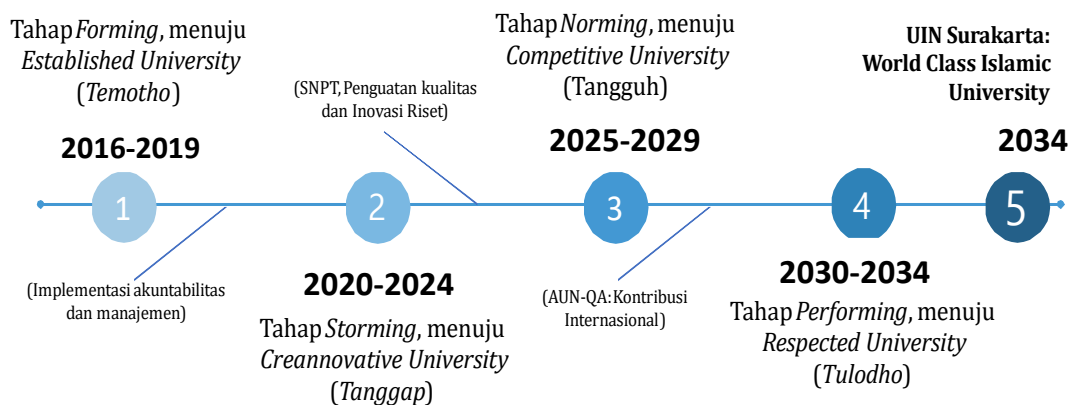 Tahap Forming, menuju
Established University
(Temotho)
2016-2019
1
(Implementasi akuntabilitas
dan manajemen)
2
2020-2024
Tahap Storming, menuju
Creannovative University
(Tanggap)
(SNPT, Penguatan kualitas
dan Inovasi Riset)
Tahap Norming, menuju
Competitive University
(Tangguh)
2025-2029
3
(AUN-QA: Kontribusi
Internasional)
4
2030-2034
Tahap Performing, menuju
Respected University
(Tulodho)
UIN Surakarta:
World Class Islamic
University
2034
5